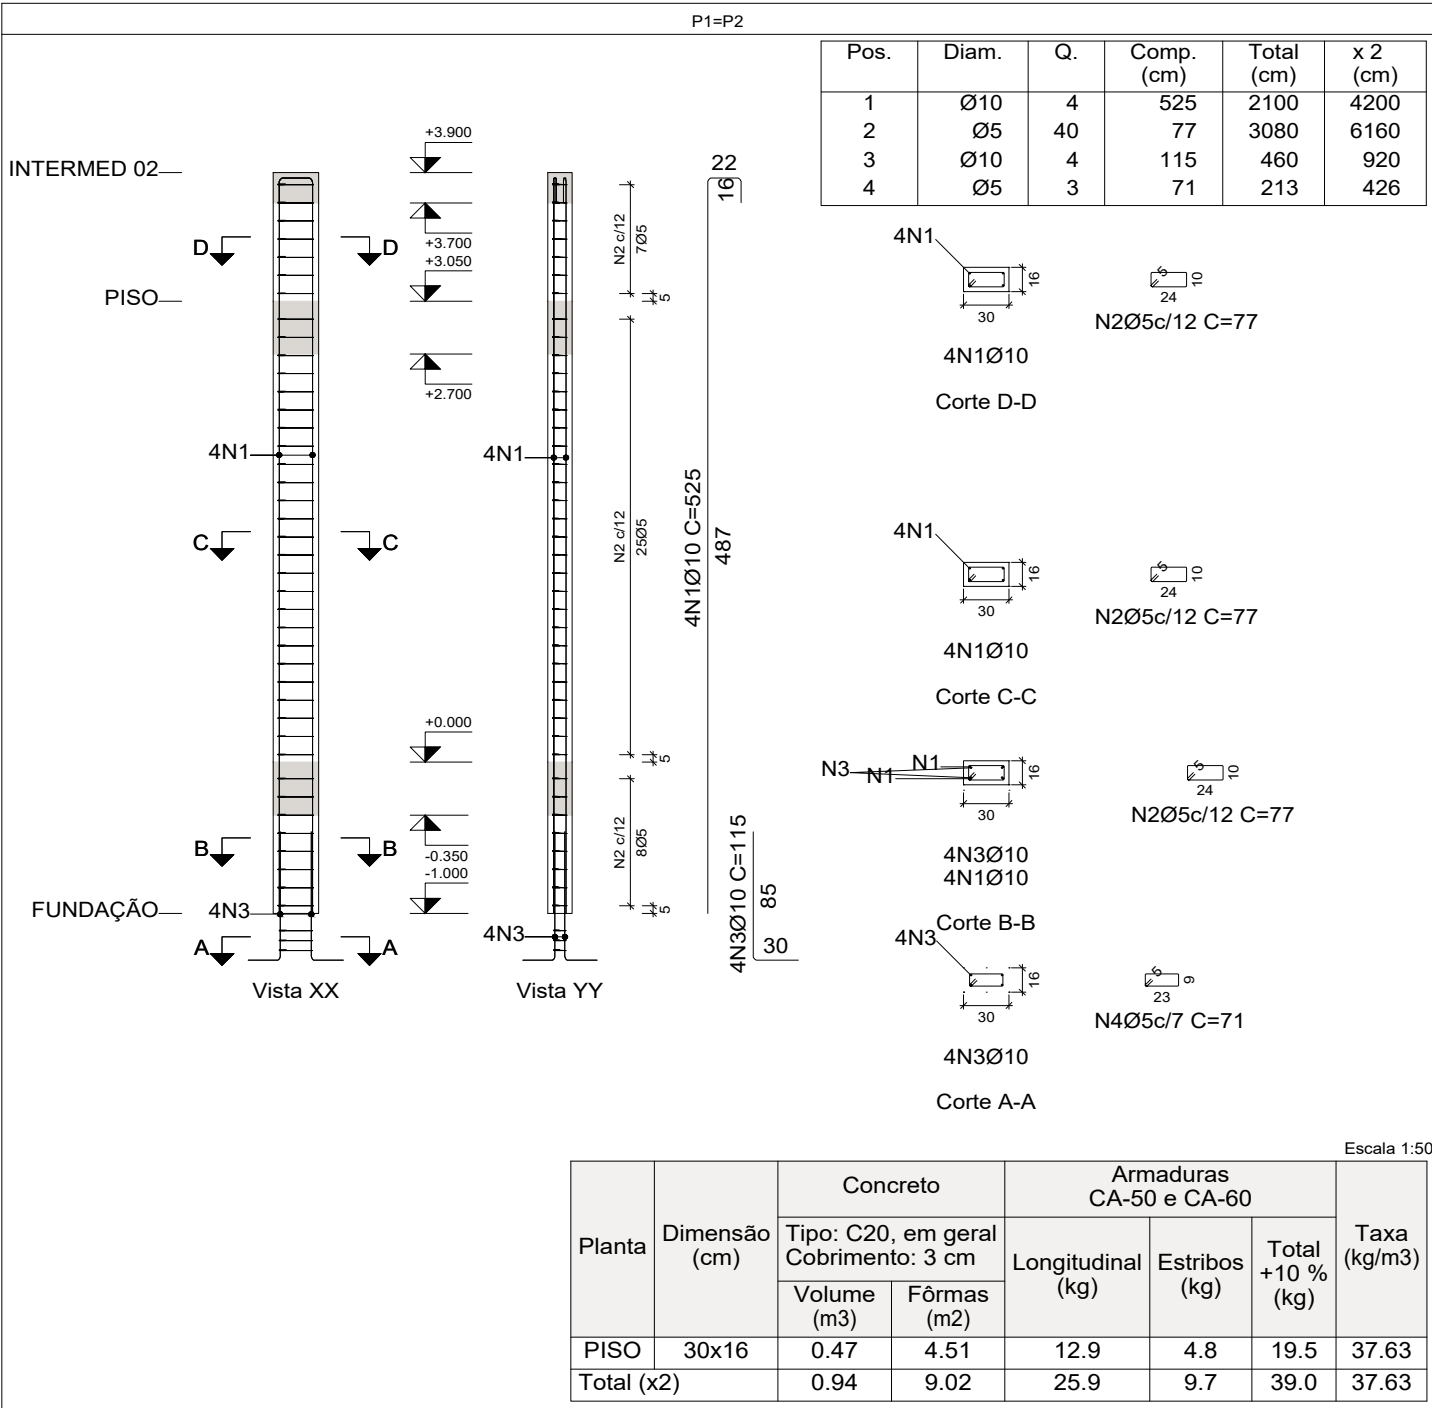 P1=P2
Pos. Diam. Q. Comp. (cm) Total (cm) x 2 (cm)
1 Ø10 4 525 2100 4200
2 Ø5 40 77 3080 6160
3 Ø10 4 115 460 920
4 Ø5 3 71 213 426
INTERMED 02
PISO
FUNDAÇÃO
D D
C C
B B
A A
4N1
4N3
Vista XX
+3.900
+3.700
+3.050
+2.700
+0.000
-0.350
-1.000
4N1
4N3
Vista YY
N2 c/12
7Ø5
5
N2 c/12
25Ø5
5
N2 c/12
8Ø5
5
22
16
4N1Ø10 C=525
487
4N3Ø10 C=115
85
30
4N1
16
30
4N1Ø10
Corte D-D
5
10
24
N2Ø5c/12 C=77
4N1
16
30
4N1Ø10
Corte C-C
5
10
24
N2Ø5c/12 C=77
N3 N1 N1
16
30
4N3Ø10
4N1Ø10
Corte B-B
5
10
24
N2Ø5c/12 C=77
4N3
16
30
4N3Ø10
Corte A-A
5
9
23
N4Ø5c/7 C=71
Escala 1:50
Planta
Dimensão
(cm)
Concreto
Tipo: C20, em geral
Cobrimento: 3 cm
Volume
(m3)
Fôrmas
(m2)
Armaduras
CA-50 e CA-60
Longitudinal
(kg)
Estribos
(kg)
Total
+10 %
(kg)
Taxa
(kg/m3)
PISO 30x16 0.47 4.51 12.9 4.8 19.5 37.63
Total (x2) 0.94 9.02 25.9 9.7 39.0 37.63